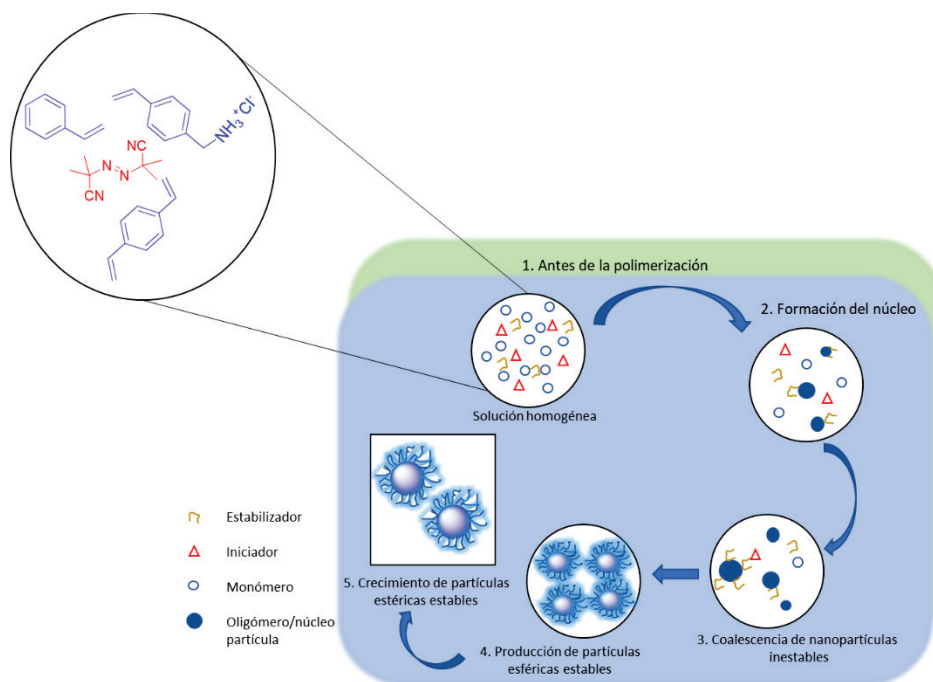 NH₃⁺Cl⁻
NC
N
N
CN
1. Antes de la polimerización
2. Formación del núcleo
Solución homogénea
Estabilizador
Iniciador
Monómero
Oligómero/núcleo
partícula
5. Crecimiento de partículas
estéricas estables
4. Producción de partículas
esféricas estables
3. Coalescencia de nanopartículas
inestables